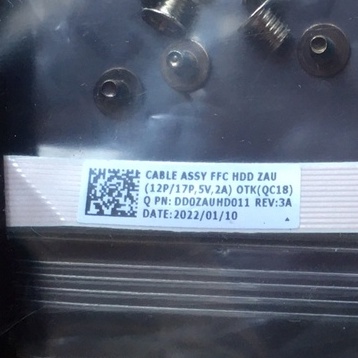 CABLE ASSY FFC HDD ZAU
(12P/17P,5V,2A) OTK(QC18)
Q PN: DD0ZAUHD011 REV:3A
DATE:2022/01/10